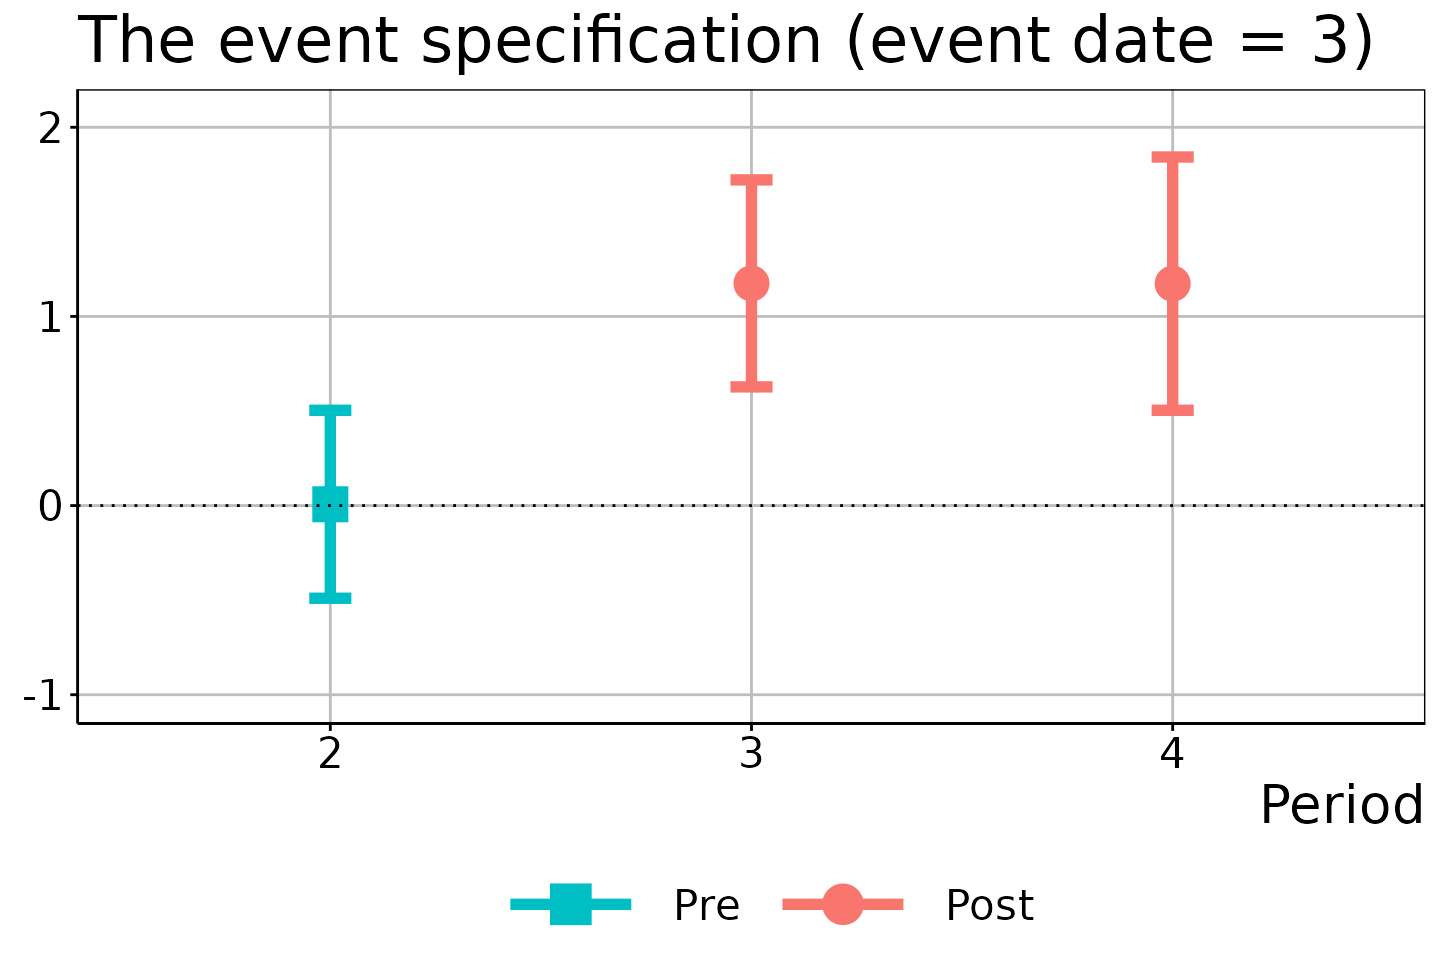 The event specification (event date = 3)
2
1
0
-1
2 3 4
Period
Pre Post